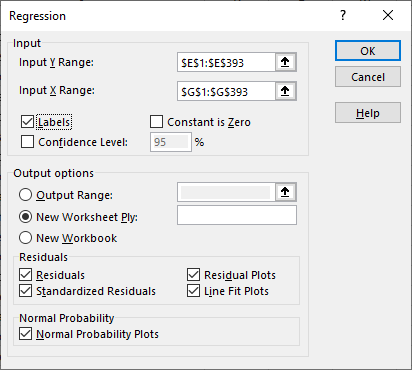 Regression ? ×
Input
Input Y Range: $E$1:$E$393
Input X Range: $G$1:$G$393
Labels Constant is Zero
Confidence Level: 95 %
OK
Cancel
Help
Output options
Output Range:
New Worksheet Ply:
New Workbook
Residuals
Residuals Residual Plots
Standardized Residuals Line Fit Plots
Normal Probability
Normal Probability Plots